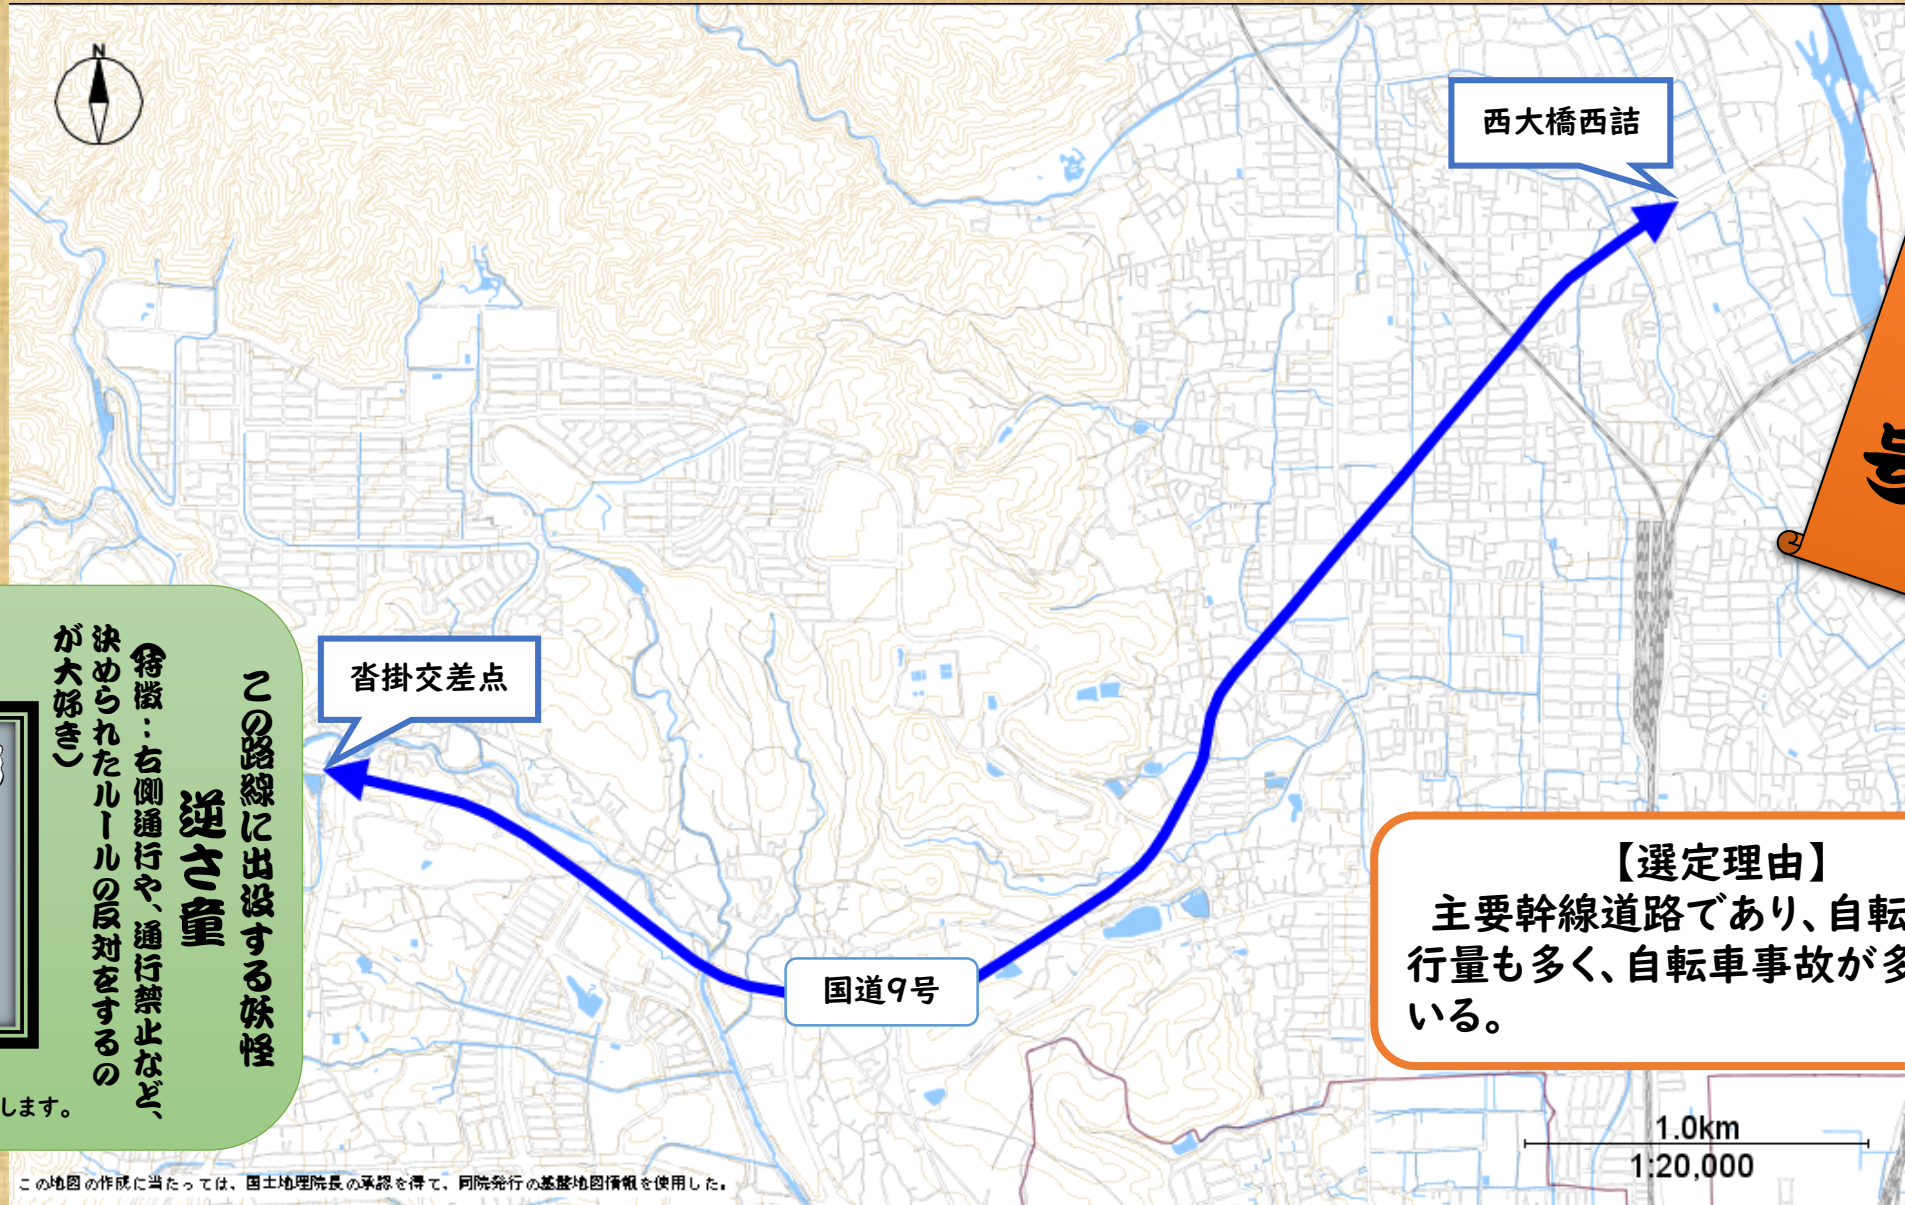 N
西大橋西詰
号
沓掛交差点
この路線に出没する妖怪
逆さ童
(特徴：右側通行や、通行禁止など、
決められたルールの反対をするの
が大好き)
します。
国道9号
【選定理由】
主要幹線道路であり、自転
行量も多く、自転車事故が多
いる。
1.0km
1:20,000
この地図の作成に当たっては、国土地理院長の承認を得て、同院発行の基盤地図情報を使用した。